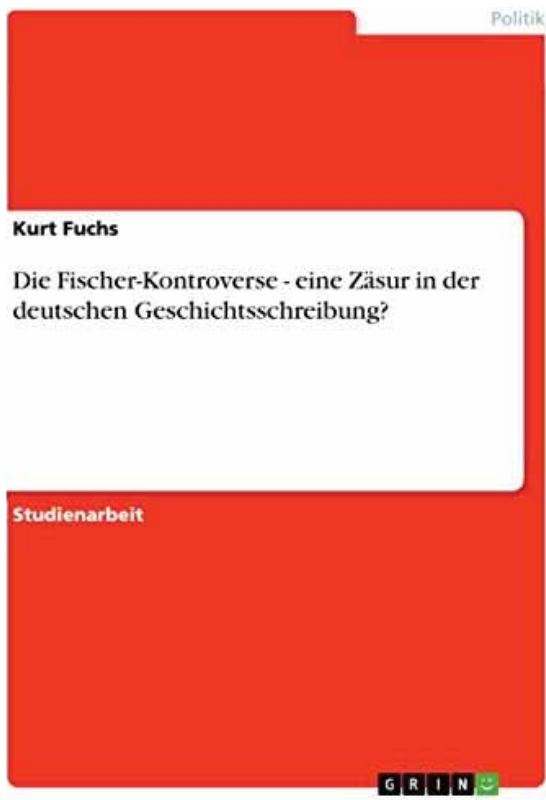 Politik
Kurt Fuchs
Die Fischer-Kontroverse - eine Zäsur in der
deutschen Geschichtsschreibung?
Studienarbeit
GRIN